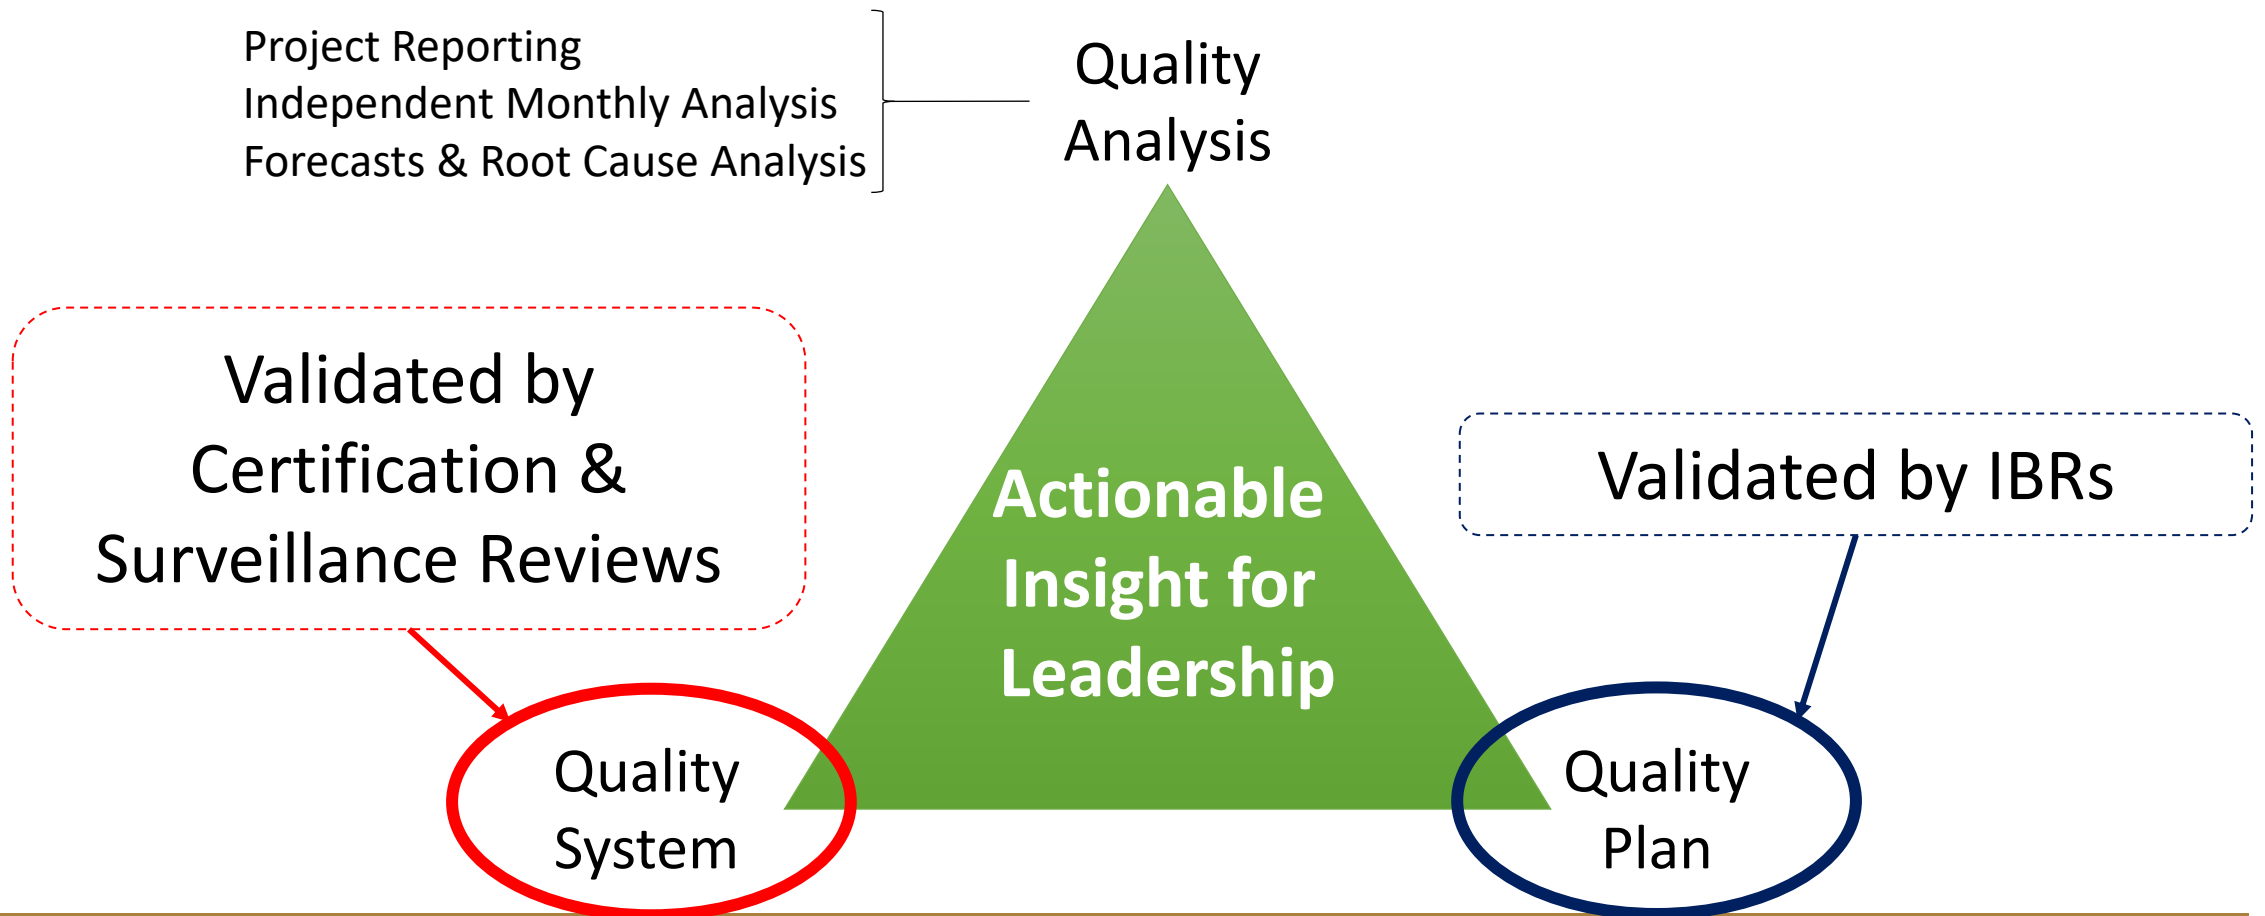 Project Reporting
Independent Monthly Analysis
Forecasts & Root Cause Analysis
Quality
Analysis
Validated by
Certification &
Surveillance Reviews
Actionable
Insight for
Leadership
Validated by IBRs
Quality
System
Quality
Plan